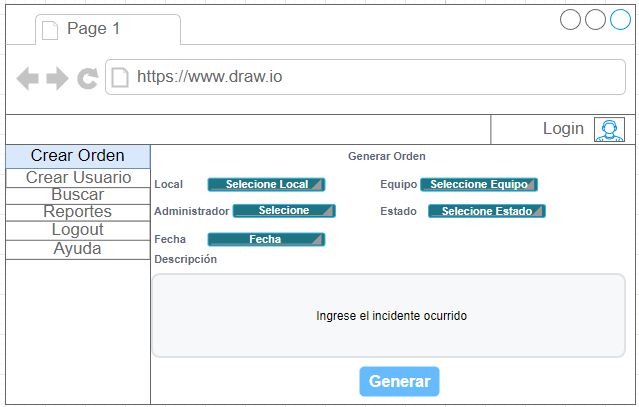 Page 1
https://www.draw.io
Login
Crear Orden
Crear Usuario
Buscar
Reportes
Logout
Ayuda
Generar Orden
Local Selecione Local Equipo Seleccione Equipo
Administrador Selecione Estado Selecione Estado
Fecha Fecha
Descripción
Ingrese el incidente ocurrido
Generar